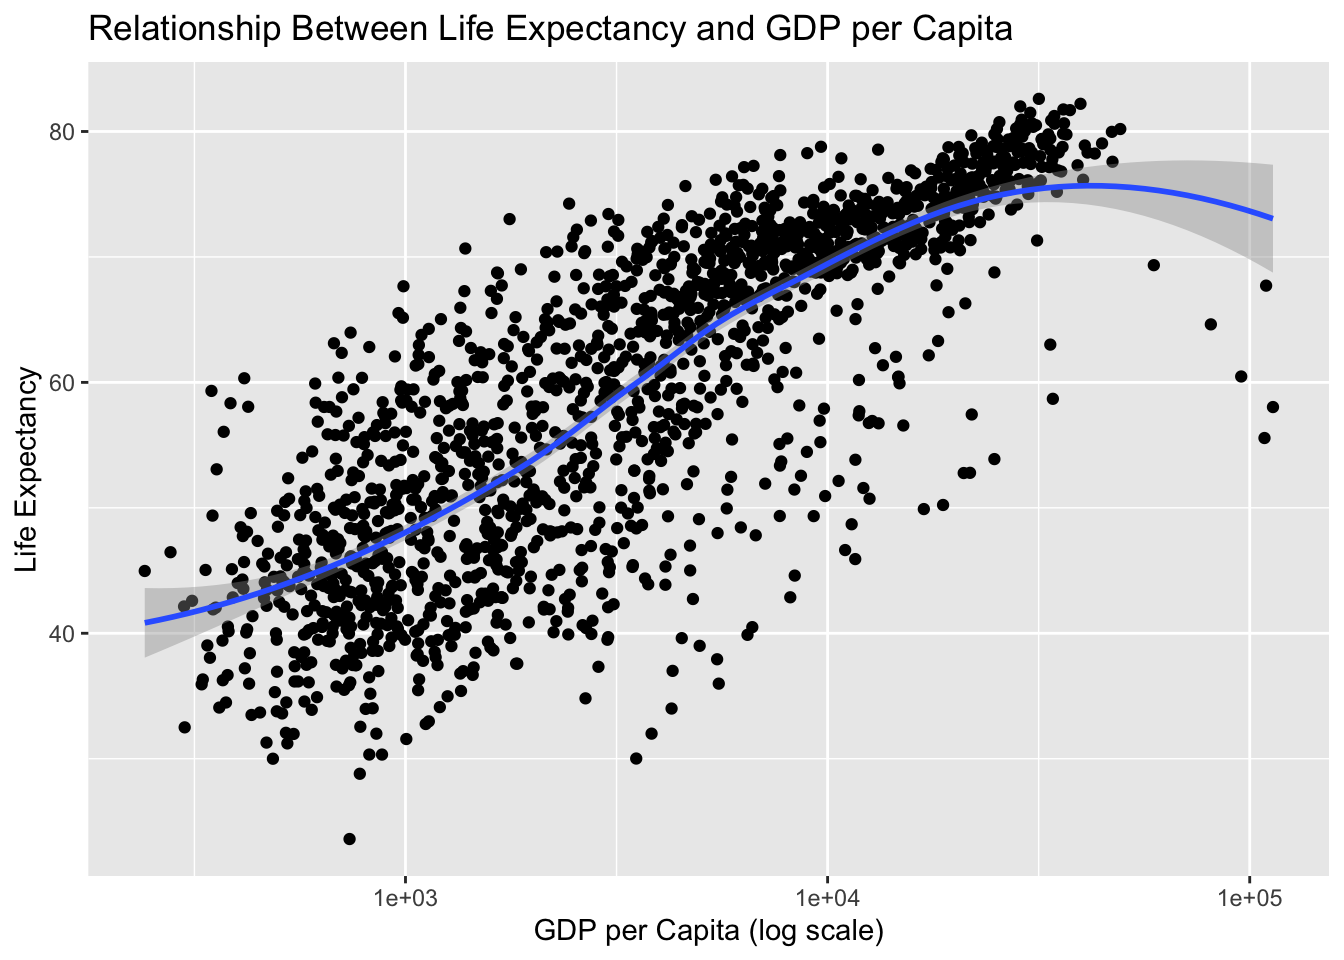 Relationship Between Life Expectancy and GDP per Capita
80
60
40
Life Expectancy
1e+03
1e+04
1e+05
GDP per Capita (log scale)